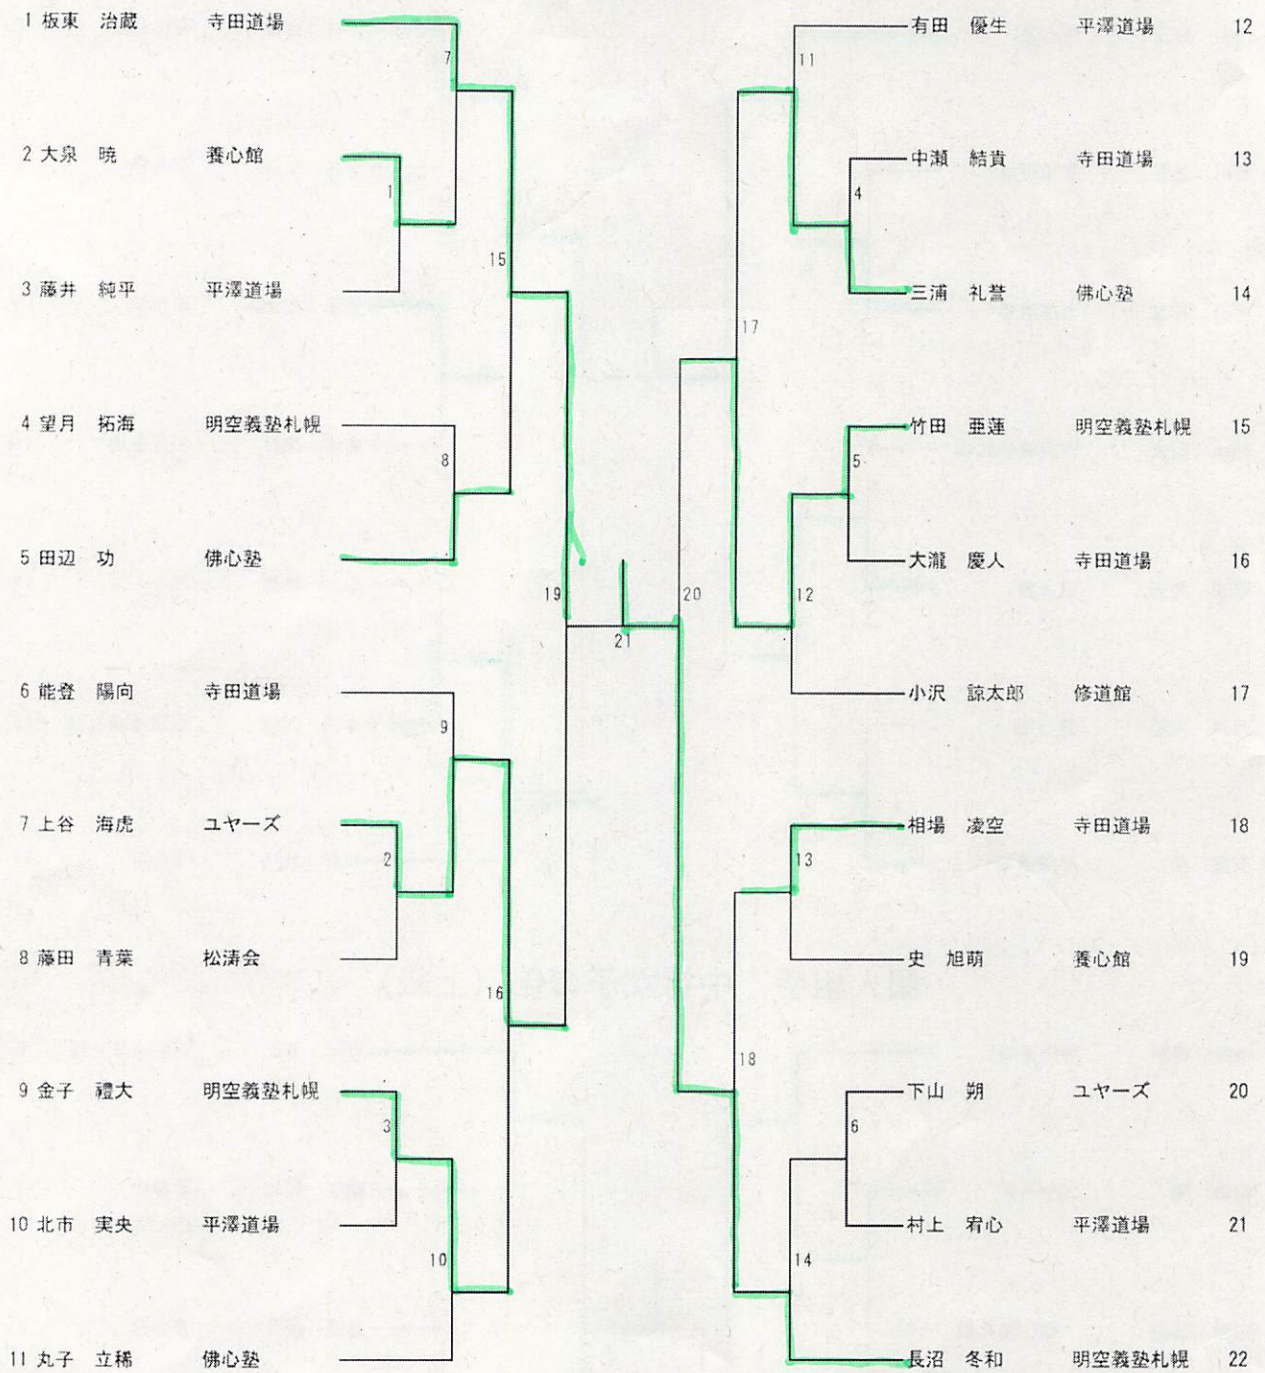 1 板東 治蔵 寺田道場
7
2 大泉 暁 養心館
1
15
3 藤井 純平 平澤道場
4 望月 拓海 明空義塾札幌
8
5 田辺 功 佛心塾
19
21
6 能登 陽向 寺田道場
9
7 上谷 海虎 ユヤーズ
2
8 藤田 青葉 松涛会
16
9 金子 禮大 明空義塾札幌
3
10 北市 実央 平澤道場
10
11 丸子 立稀 佛心塾
有田 優生 平澤道場 12
11
中瀬 結貴 寺田道場 13
4
三浦 礼誉 佛心塾 14
17
竹田 亜蓮 明空義塾札幌 15
5
大瀧 慶人 寺田道場 16
20
12
小沢 諒太郎 修道館 17
相場 凌空 寺田道場 18
13
史 旭萌 養心館 19
18
下山 朔 ユヤーズ 20
6
村上 宥心 平澤道場 21
14
長沼 冬和 明空義塾札幌 22